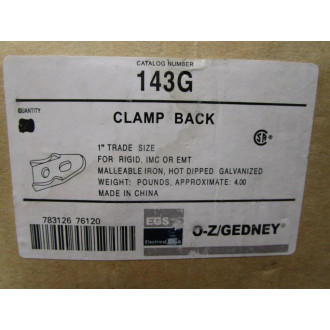 CATALOG NUMBER
143G
QUANTITY
CLAMP BACK
1" TRADE SIZE
FOR RIGID, IMC OR EMT
MALLEABLE IRON, HOT DIPPED GALVANIZED
WEIGHT: POUNDS, APPROXIMATE: 4.00
MADE IN CHINA
783126 76120
EGS
Electrical
O-Z/GEDNEY